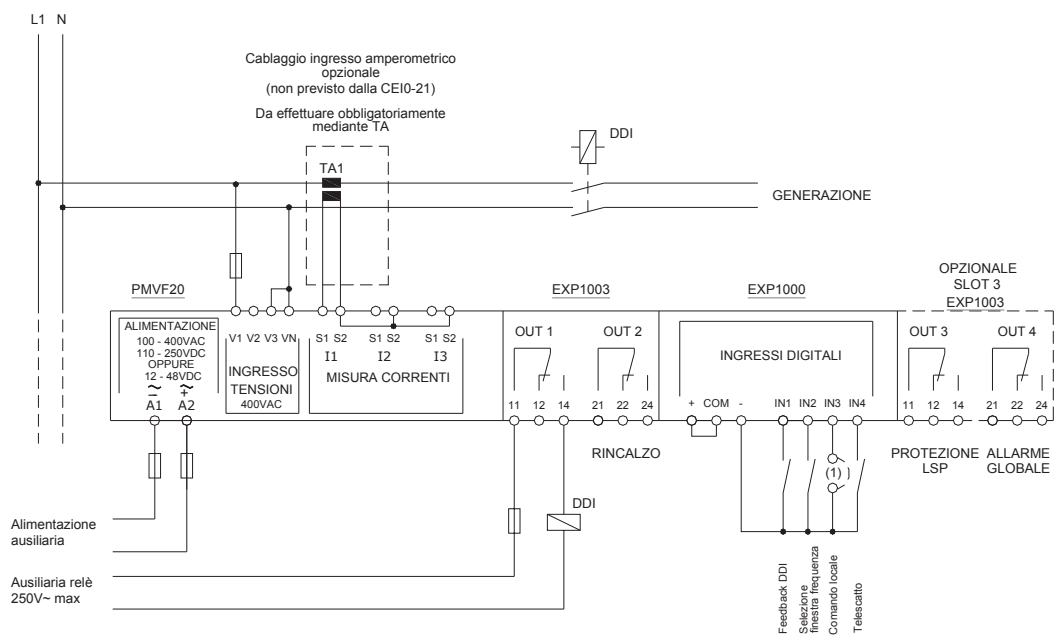 L1 N
Cablaggio ingresso amperometrico
opzionale
(non previsto dalla CEI0-21)
Da effettuare obbligatoriamente
mediante TA
TA1
DDI
GENERAZIONE
PMVF20
EXP1003
EXP1000
OPZIONALE
SLOT 3
EXP1003
ALIMENTAZIONE
100 - 400VAC
110 - 250VDC
OPPURE
12 - 48VDC
~ ~
− +
A1 A2
V1 V2 V3 VN
INGRESSO
TENSIONI
400VAC
S1 S2 S1 S2 S1 S2
I1 I2 I3
MISURA CORRENTI
OUT 1 OUT 2
11 12 14 21 22 24
INGRESSI DIGITALI
+ COM - IN1 IN2 IN3 IN4
OUT 3 OUT 4
11 12 14 21 22 24
RINCALZO
PROTEZIONE
LSP
ALLARME
GLOBALE
(1)
DDI
Alimentazione
ausiliaria
Ausiliaria relè
250V~ max
Feedback DDI
Selezione
finestra frequenza
Comando locale
Telescatto